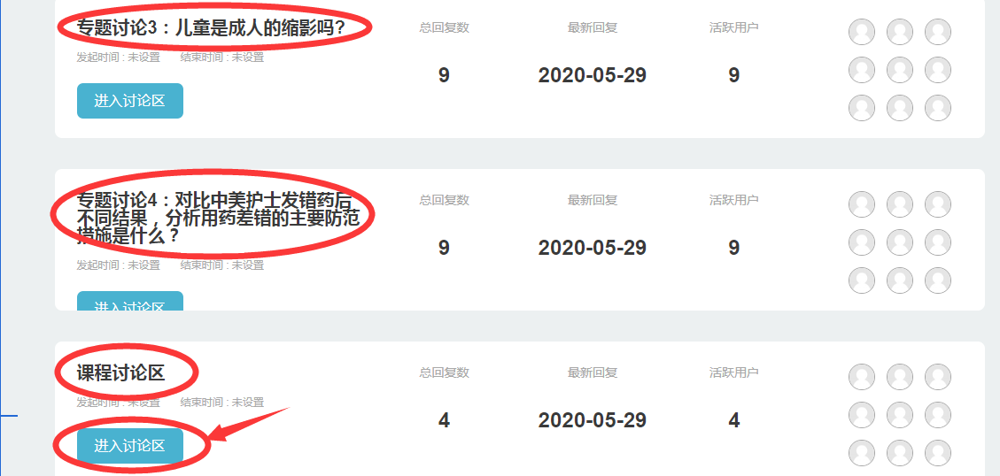 专题讨论3：儿童是成人的缩影吗?
总回复数
最新回复
活跃用户
发起时间 : 未设置 结束时间 : 未设置
9
2020-05-29
9
进入讨论区
专题讨论4：对比中美护士发错药后
不同结果，分析用药差错的主要防范
措施是什么？
总回复数
最新回复
活跃用户
9
2020-05-29
9
发起时间 : 未设置 结束时间 : 未设置
进入讨论区
课程讨论区
总回复数
最新回复
活跃用户
发起时间 : 未设置 结束时间 : 未设置
4
2020-05-29
4
进入讨论区